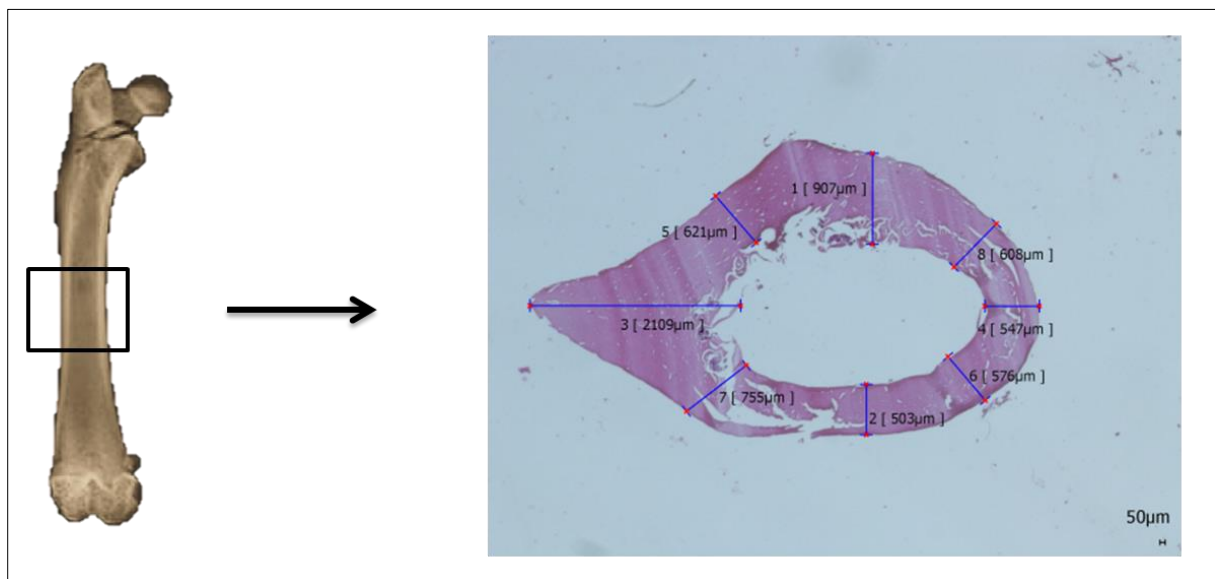 1 [ 907µm ]
5 [ 621µm ]
8 [ 608µm ]
3 [ 2109µm ]
4 [ 547µm ]
6 [ 576µm ]
7 [ 755µm ]
2 [ 503µm ]
50µm